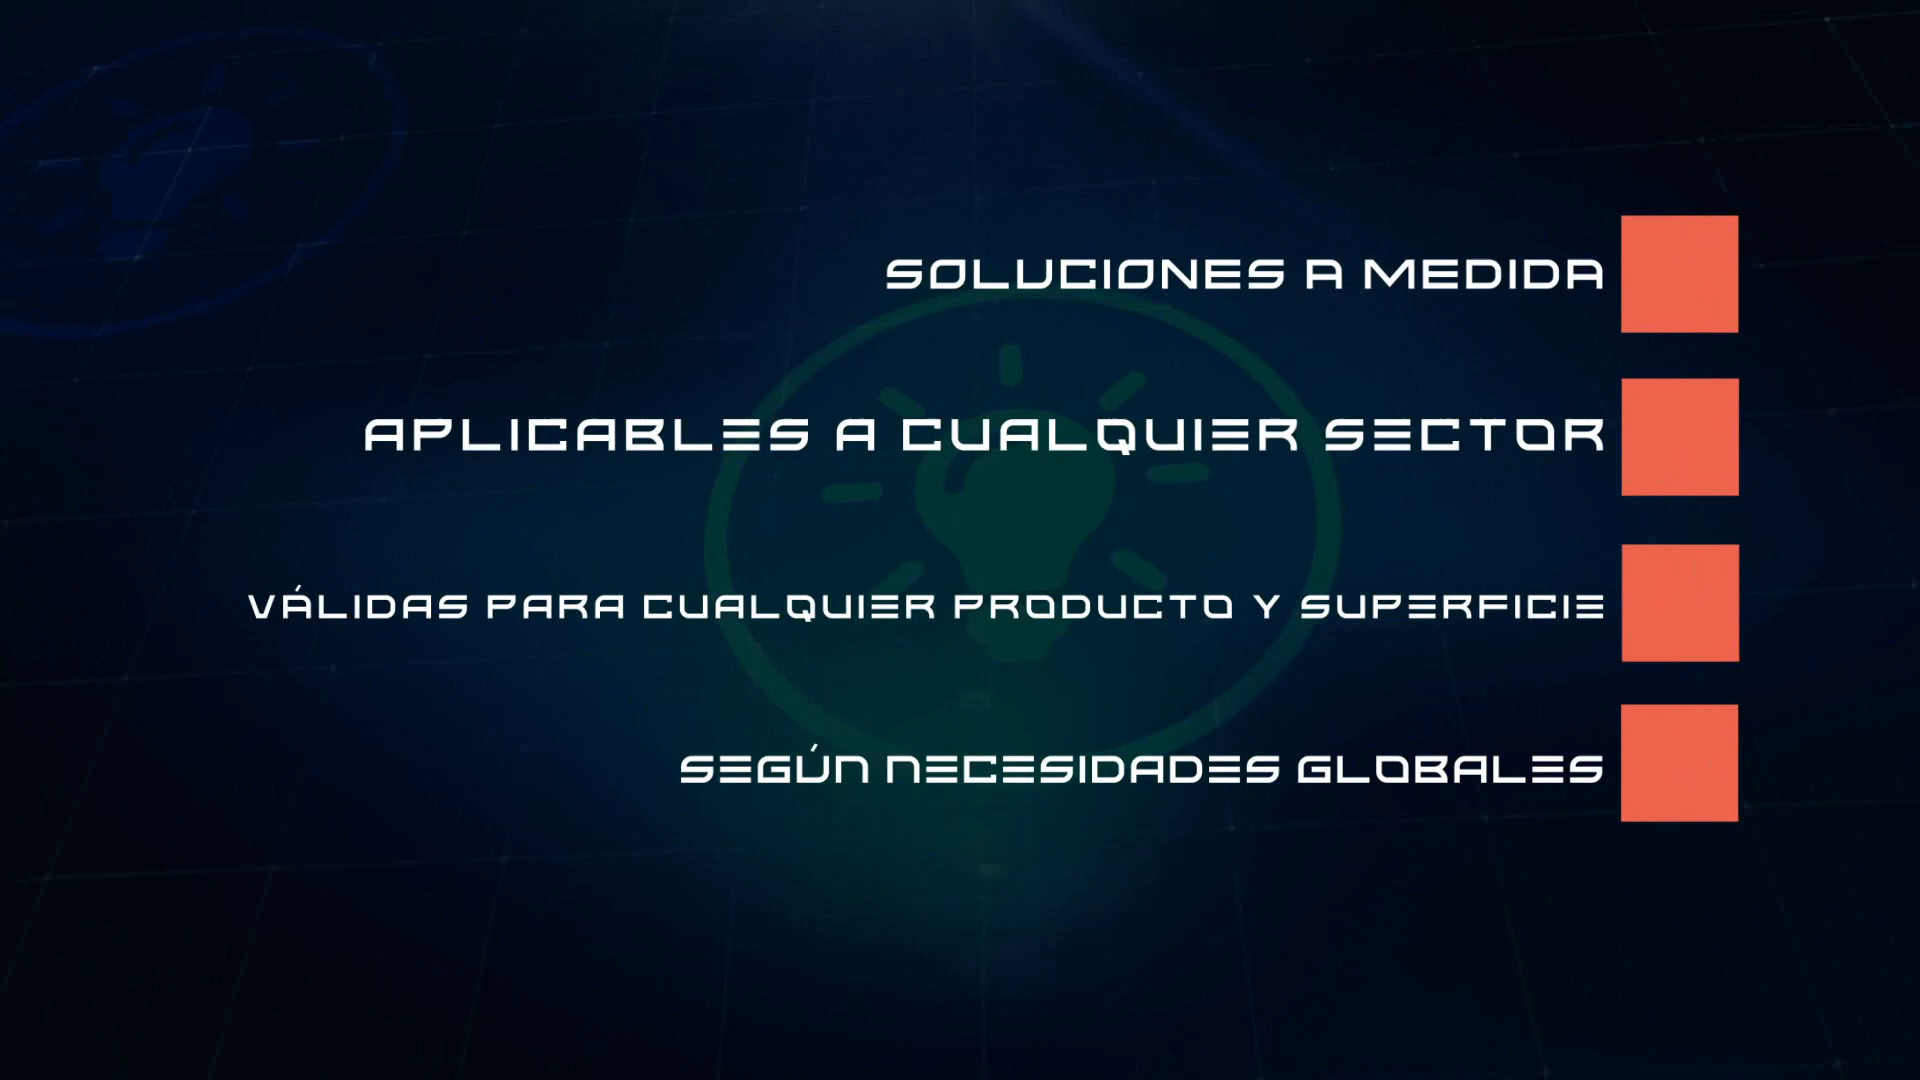 SOLUCIONES A MEDIDA
APLICABLES A CUALQUIER SECTOR
VÁLIDAS PARA CUALQUIER PRODUCTO Y SUPERFICIE
SEGÚN NECESIDADES GLOBALES